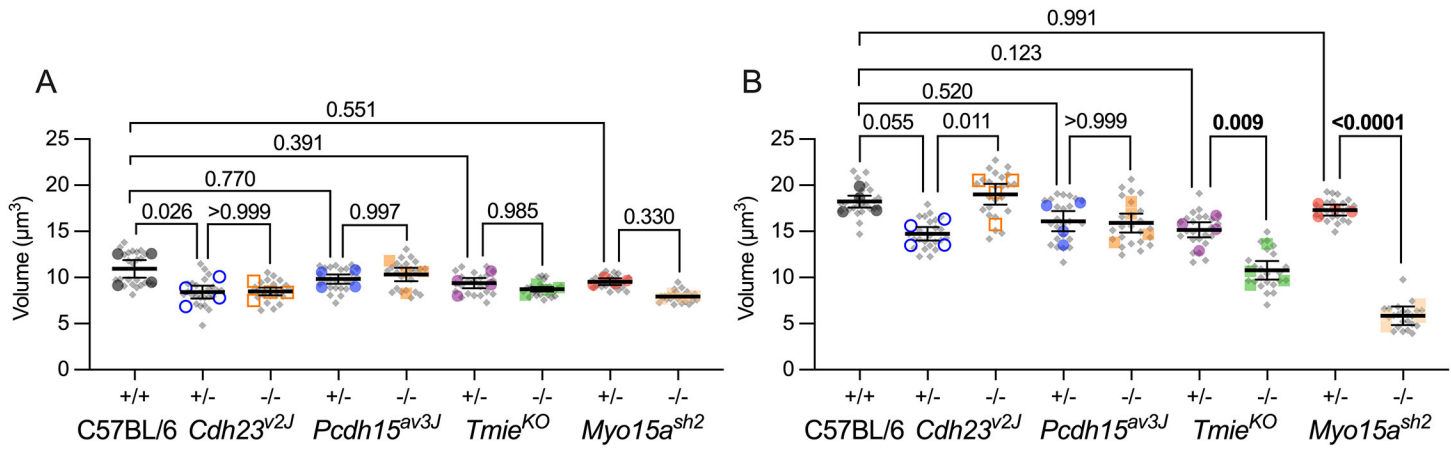 A
0.551
0.391
0.770
0.026 >0.999 0.997 0.985 0.330
Volume (µm³)
25
20
15
10
5
0
+/+ +/- -/- +/- -/- +/- -/- +/- -/-
C57BL/6 Cdh23v2J Pcdh15av3J TmieKO Myo15ash2
B
0.991
0.123
0.520
0.055 0.011 >0.999 0.009 <0.0001
Volume (µm³)
25
20
15
10
5
0
+/+ +/- -/- +/- -/- +/- -/- +/- -/-
C57BL/6 Cdh23v2J Pcdh15av3J TmieKO Myo15ash2